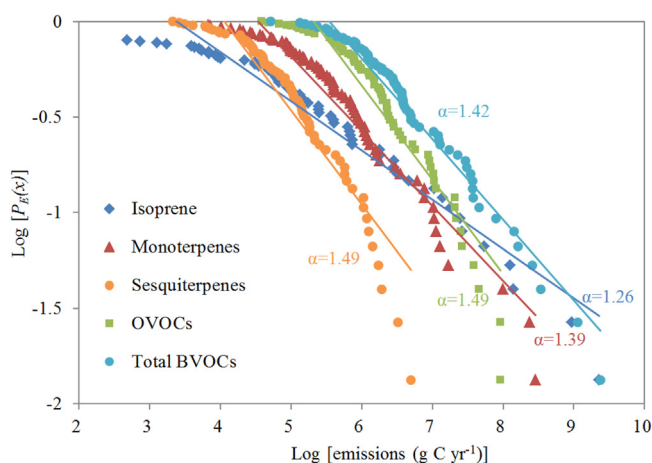 0
-0.5
-1
-1.5
-2
Log [P_E(x)]
Isoprene
Monoterpenes
Sesquiterpenes
OVOCs
Total BVOCs
α=1.42
α=1.49
α=1.49
α=1.26
α=1.39
2 3 4 5 6 7 8 9 10
Log [emissions (g C yr⁻¹)]